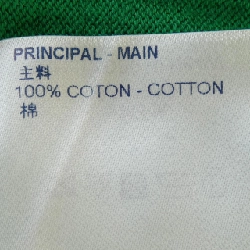 PRINCIPAL - MAIN
主料
100% COTON - COTTON
棉